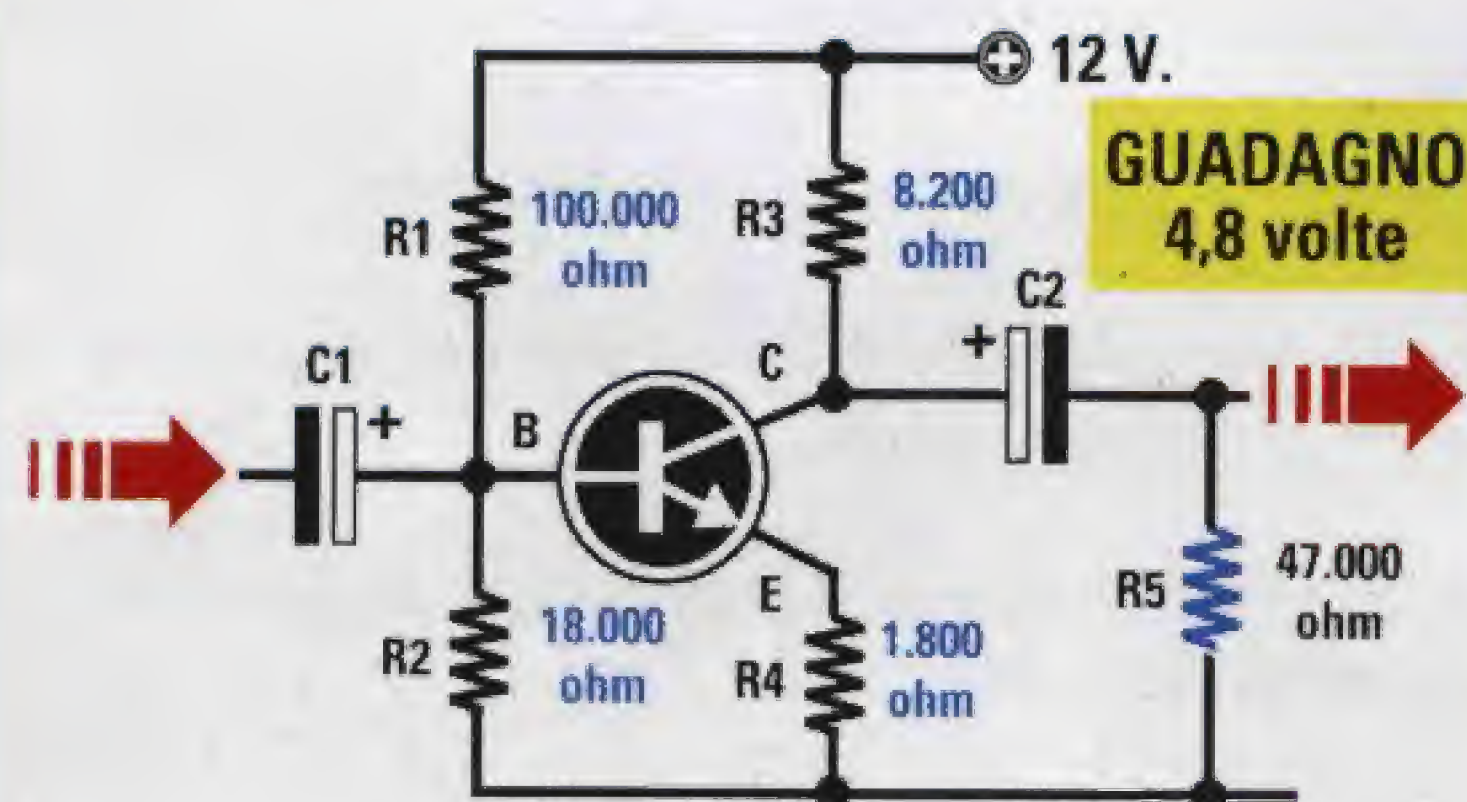 12 V.
GUADAGNO
4,8 volte
R1
100.000
ohm
R3
8.200
ohm
C2
+
C1
+
B
C
E
R2
18.000
ohm
R4
1.800
ohm
R5
47.000
ohm